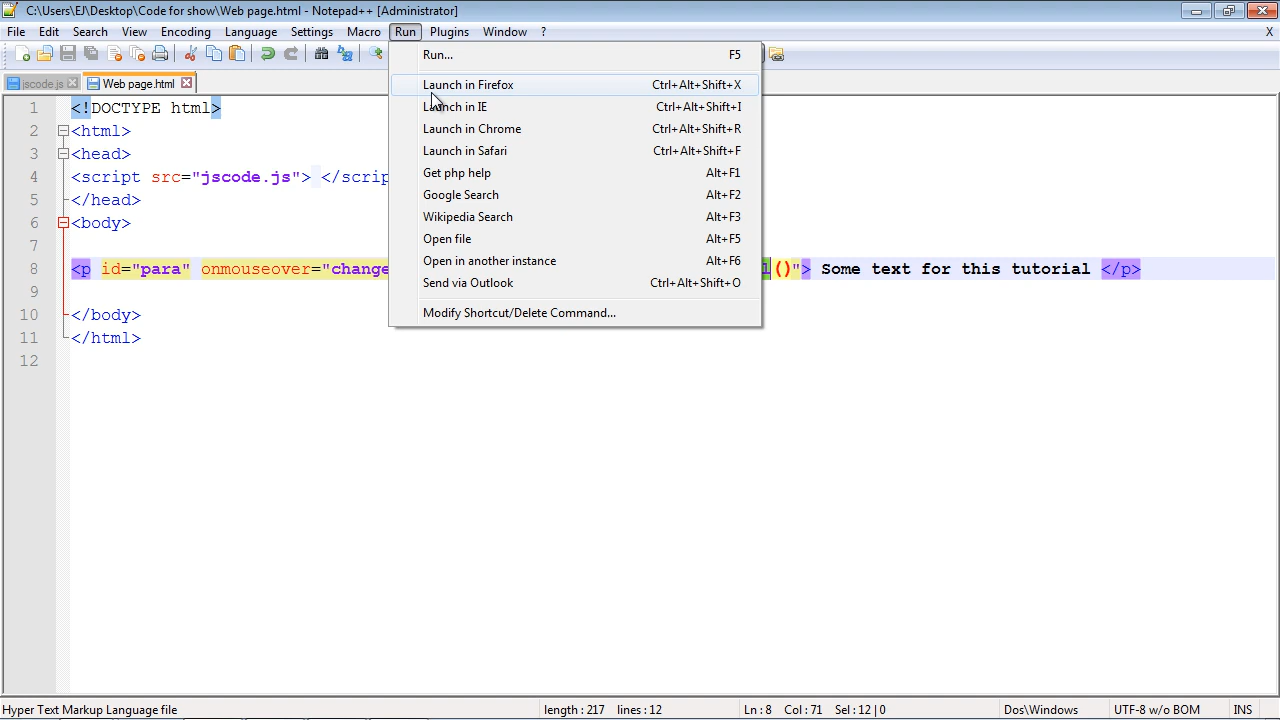 C:\Users\EJ\Desktop\Code for show\Web page.html - Notepad++ [Administrator]
File Edit Search View Encoding Language Settings Macro Run Plugins Window ? X
jscode.js Web page.html
Run... F5
Launch in Firefox Ctrl+Alt+Shift+X
Launch in IE Ctrl+Alt+Shift+I
Launch in Chrome Ctrl+Alt+Shift+R
Launch in Safari Ctrl+Alt+Shift+F
Get php help Alt+F1
Google Search Alt+F2
Wikipedia Search Alt+F3
Open file Alt+F5
Open in another instance Alt+F6
Send via Outlook Ctrl+Alt+Shift+O
Modify Shortcut/Delete Command...
1 <!DOCTYPE html>
2 <html>
3 <head>
4 <script src="jscode.js"> </scrip
5 </head>
6 <body>
7
8 <p id="para" onmouseover="change l()"> Some text for this tutorial </p>
9
10 </body>
11 </html>
12
Hyper Text Markup Language file length : 217 lines : 12 Ln : 8 Col : 71 Sel : 12 | 0 Dos\Windows UTF-8 w/o BOM INS